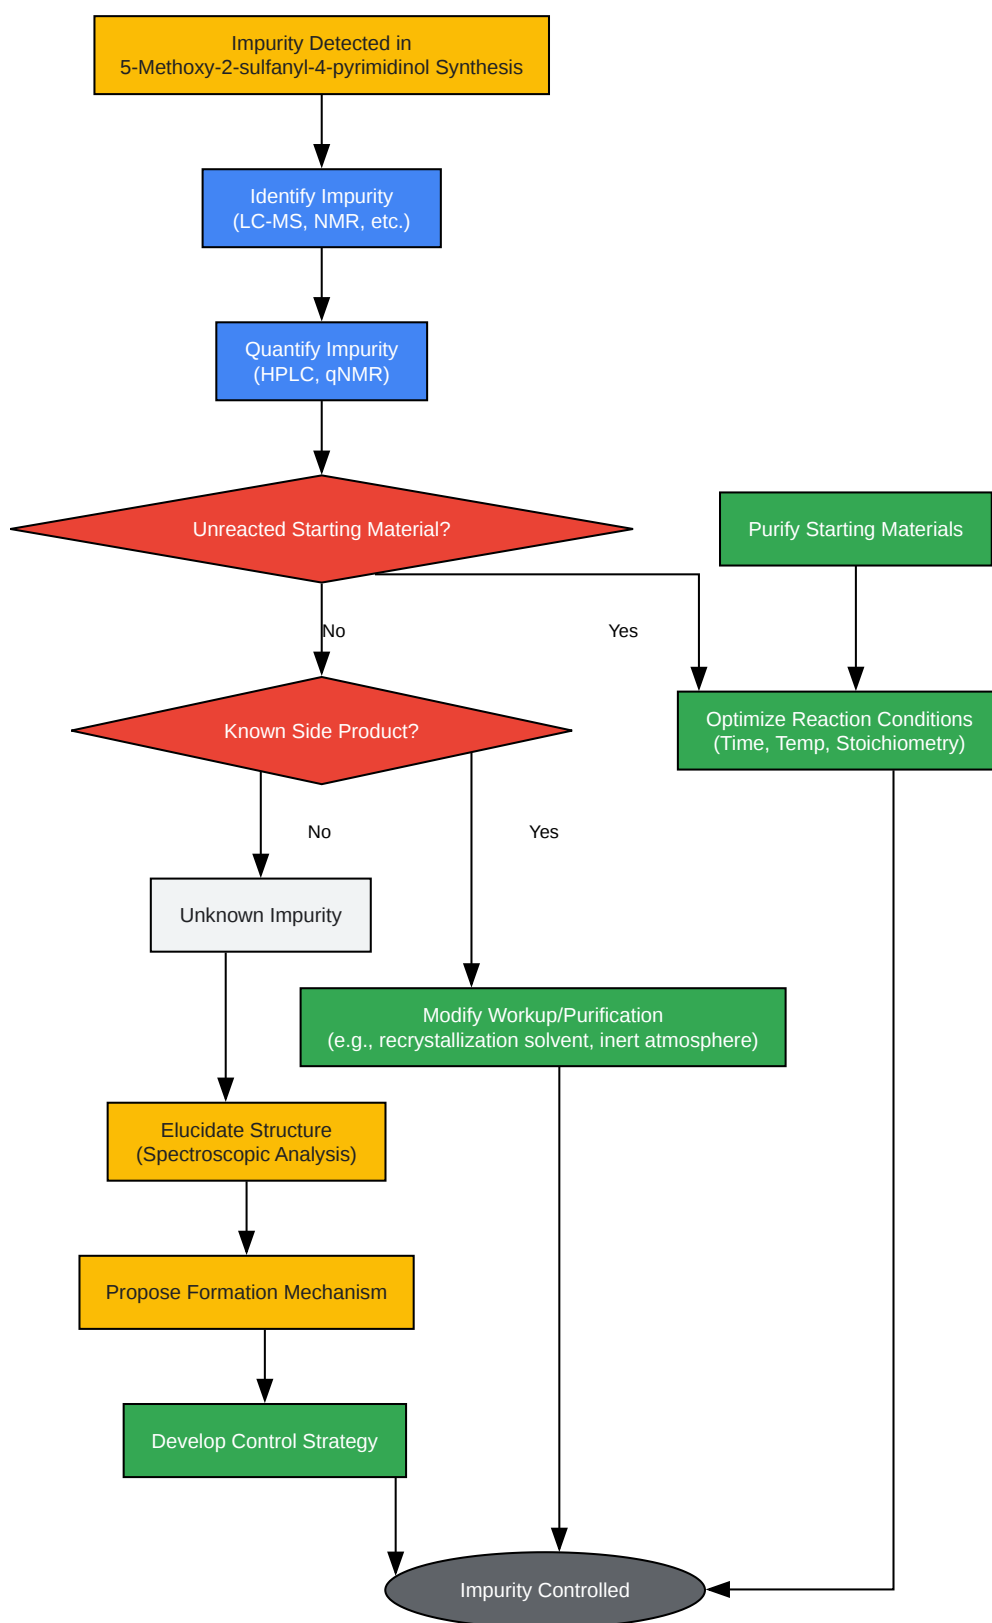 Impurity Detected in
5-Methoxy-2-sulfanyl-4-pyrimidinol Synthesis
Identify Impurity
(LC-MS, NMR, etc.)
Quantify Impurity
(HPLC, qNMR)
Unreacted Starting Material?
Purify Starting Materials
No
Yes
Known Side Product?
Optimize Reaction Conditions
(Time, Temp, Stoichiometry)
No
Yes
Unknown Impurity
Modify Workup/Purification
(e.g., recrystallization solvent, inert atmosphere)
Elucidate Structure
(Spectroscopic Analysis)
Propose Formation Mechanism
Develop Control Strategy
Impurity Controlled